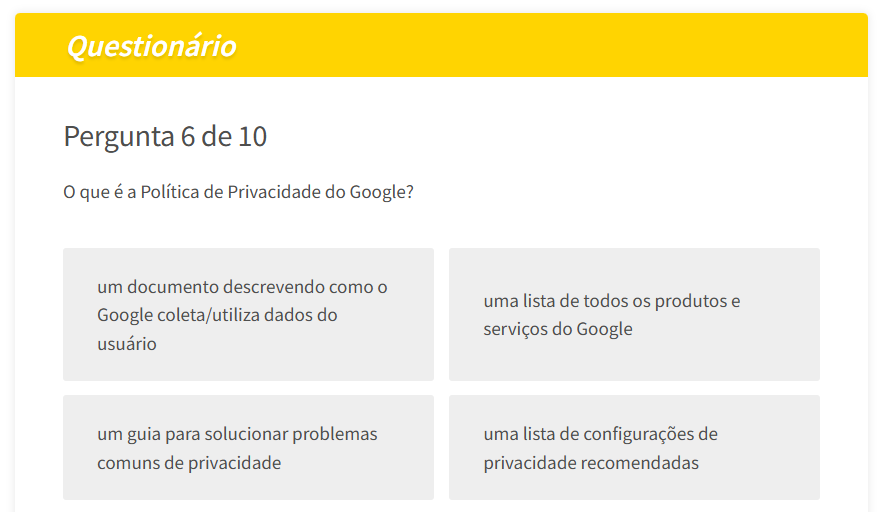 Questionário
Pergunta 6 de 10
O que é a Política de Privacidade do Google?
um documento descrevendo como o
Google coleta/utiliza dados do
usuário
uma lista de todos os produtos e
serviços do Google
um guia para solucionar problemas
comuns de privacidade
uma lista de configurações de
privacidade recomendadas